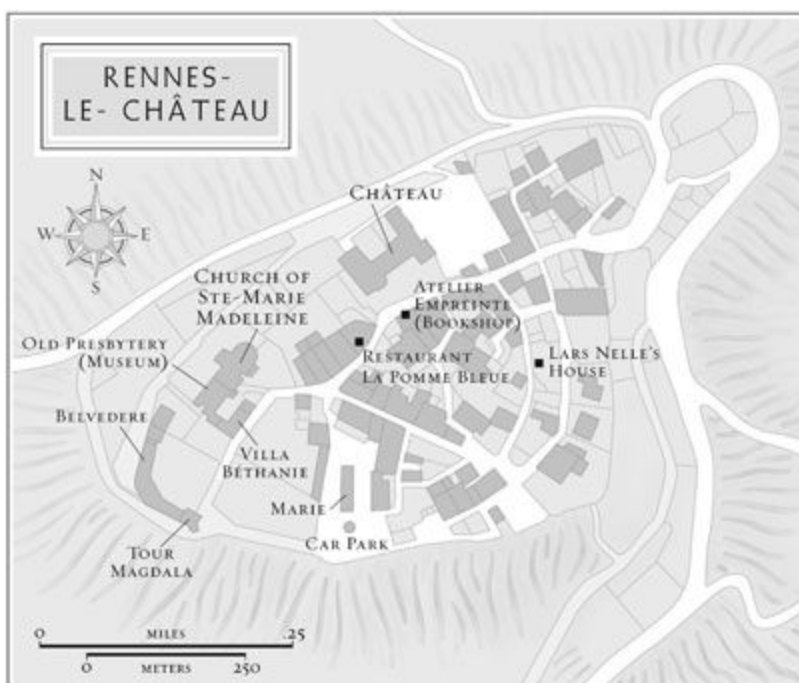 RENNES-
LE- CHÂTEAU
N
W E
S
CHÂTEAU
CHURCH OF
STE-MARIE
MADELEINE
ATELIER
EMPREINTE
(BOOKSHOP)
OLD PRESBYTERY
(MUSEUM)
RESTAURANT
LA POMME BLEUE
LARS NELLE'S
HOUSE
BELVEDERE
VILLA
BÉTHANIE
MARIE
CAR PARK
TOUR
MAGDALA
0 MILES .25
0 METERS 250